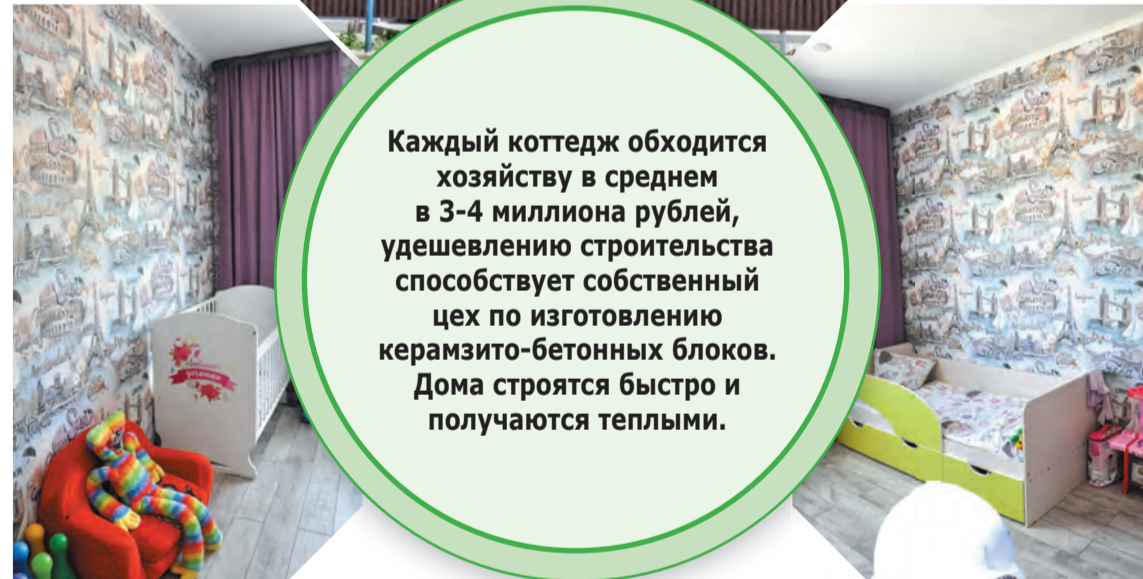 Каждый коттедж обходится
хозяйству в среднем
в 3-4 миллиона рублей,
удешевлению строительства
способствует собственный
цех по изготовлению
керамзито-бетонных блоков.
Дома строятся быстро и
получаются теплыми.